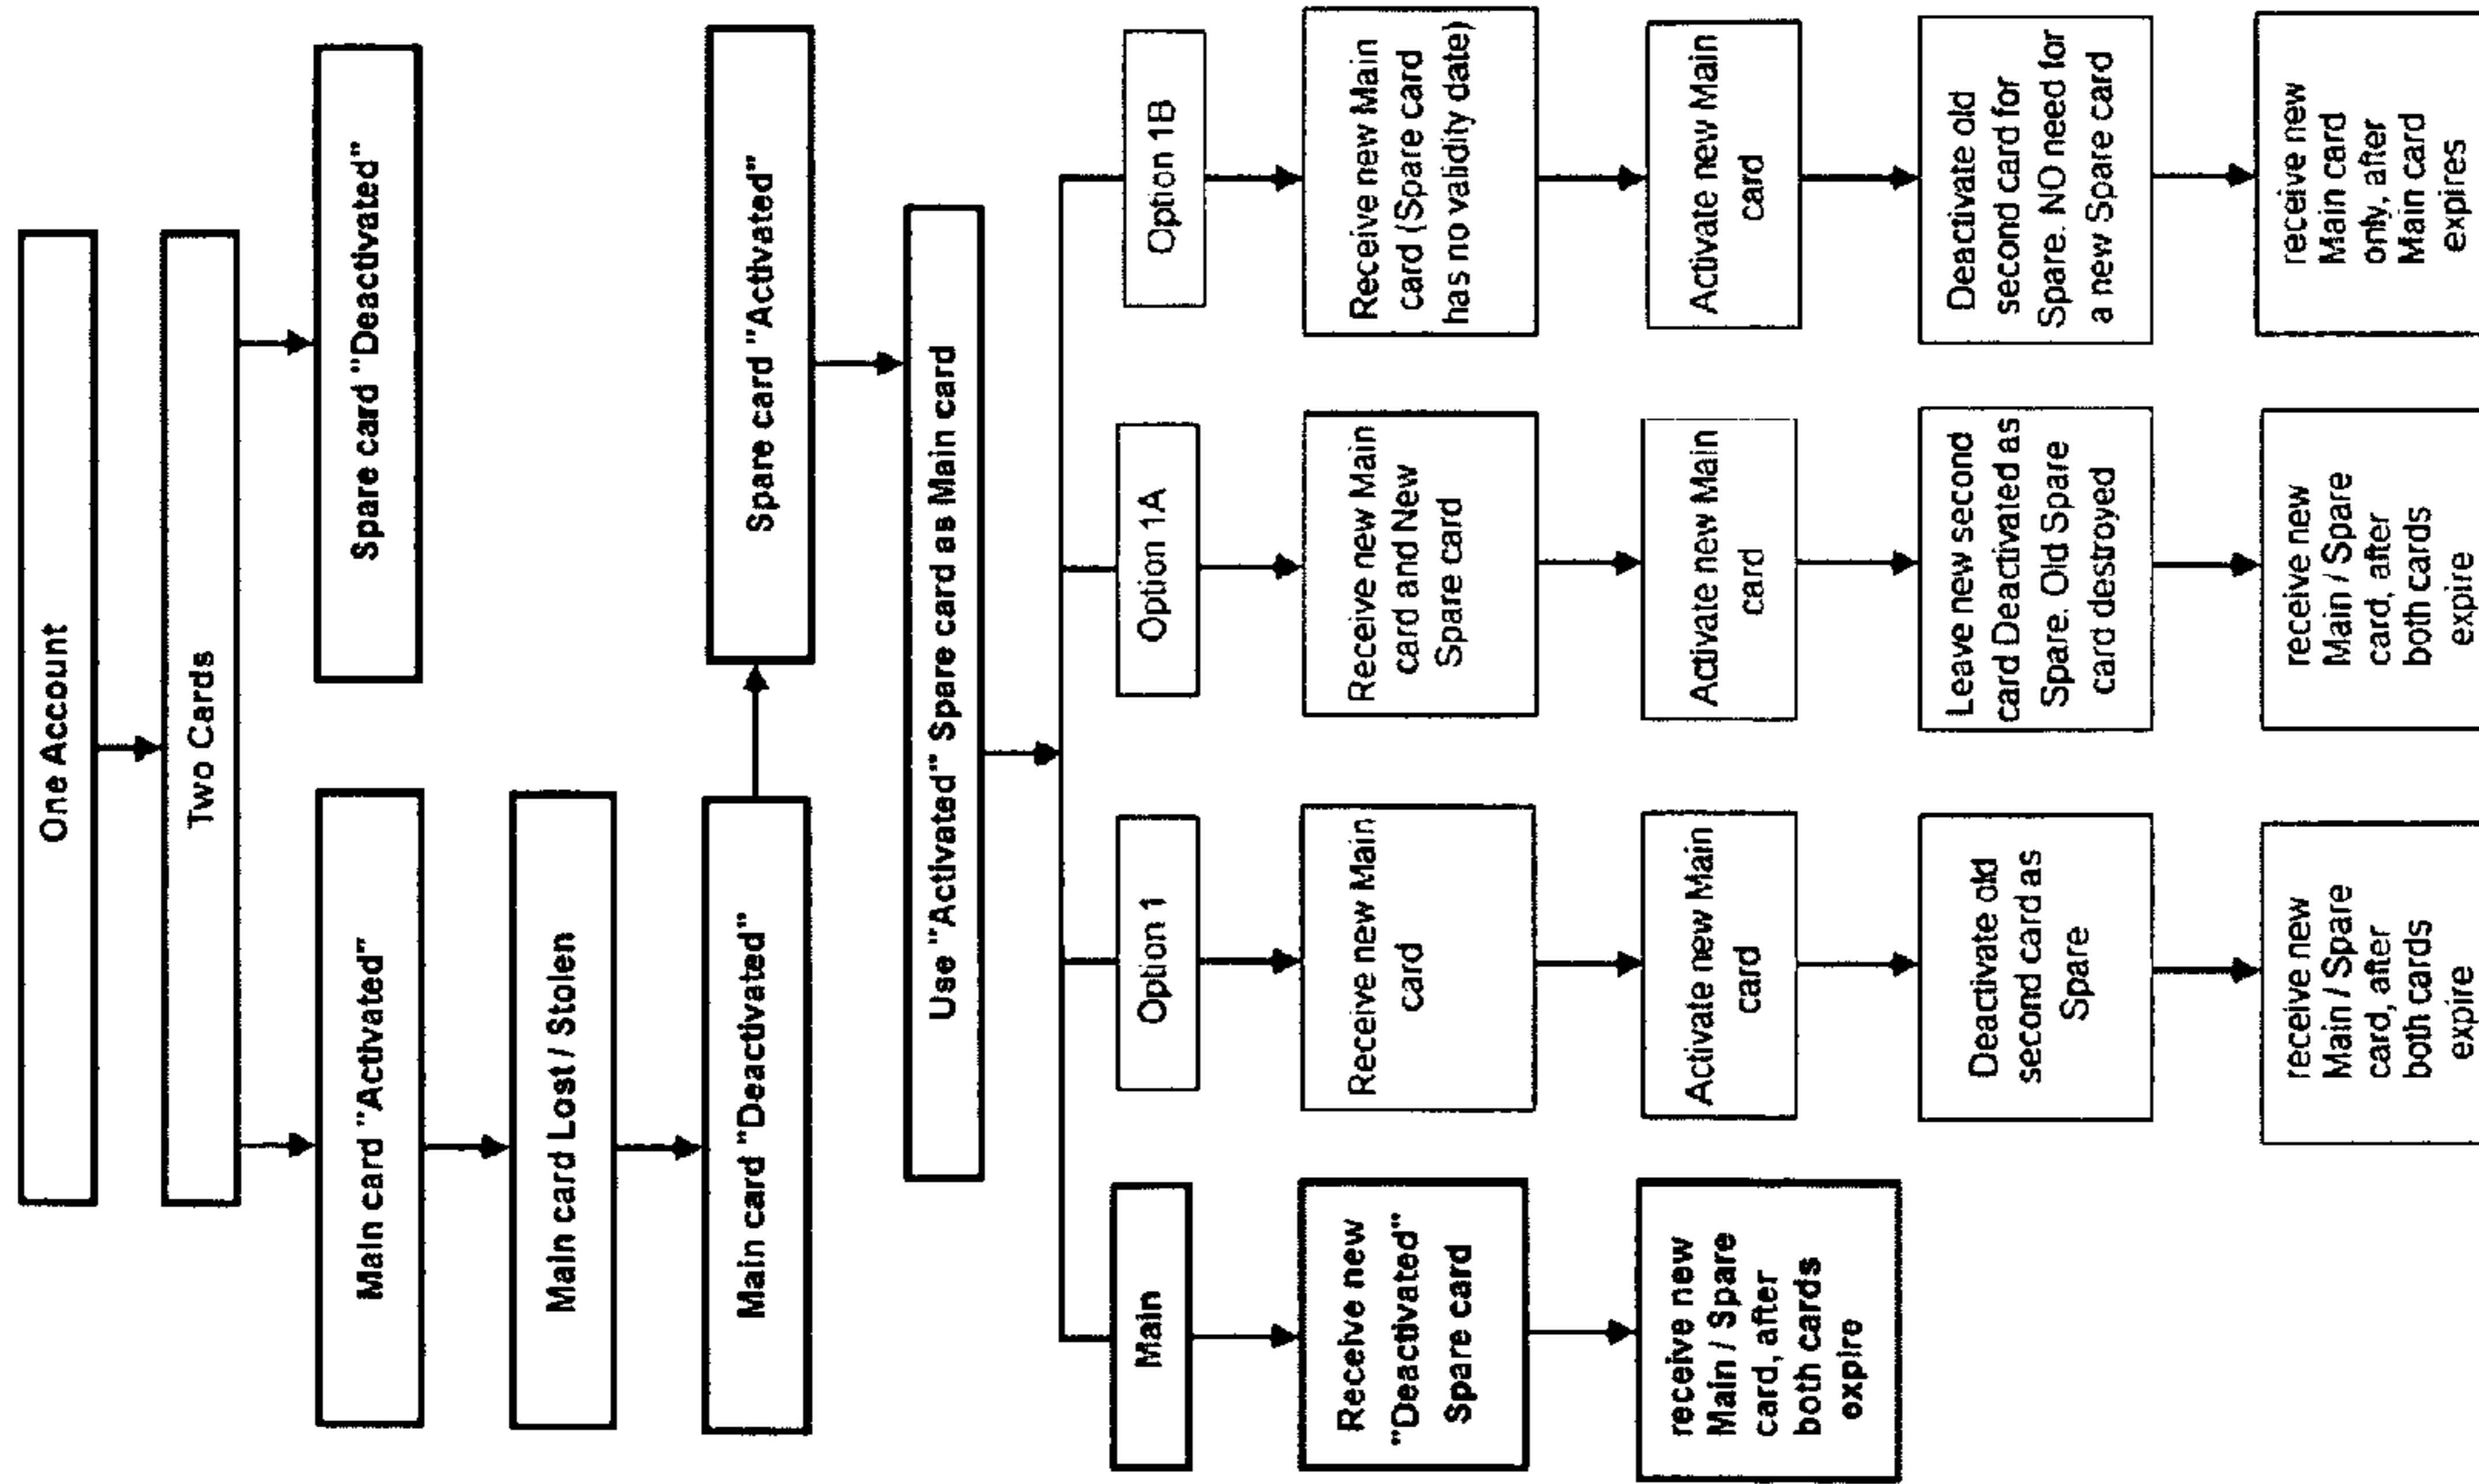 One Account
Two Cards
Main card "Activated"
Spare card "Deactivated"
Main card Lost / Stolen
Main card "Deactivated"
Spare card "Activated"
Use "Activated" Spare card as Main card
Main
Receive new
"Deactivated"
Spare card
receive new
Main / Spare
card, after
both cards
expire
Option 1
Receive new Main
card
Activate new Main
card
Deactivate old
second card as
Spare
receive new
Main / Spare
card, after
both cards
expire
Option 1A
Receive new Main
card and New
Spare card
Activate new Main
card
Leave new second
card Deactivated as
Spare. Old Spare
card destroyed
receive new
Main / Spare
card, after
both cards
expire
Option 1B
Receive new Main
card (Spare card
has no validity date)
Activate new Main
card
Deactivate old
second card for
Spare. NO need for
a new Spare card
receive new
Main card
only, after
Main card
expires